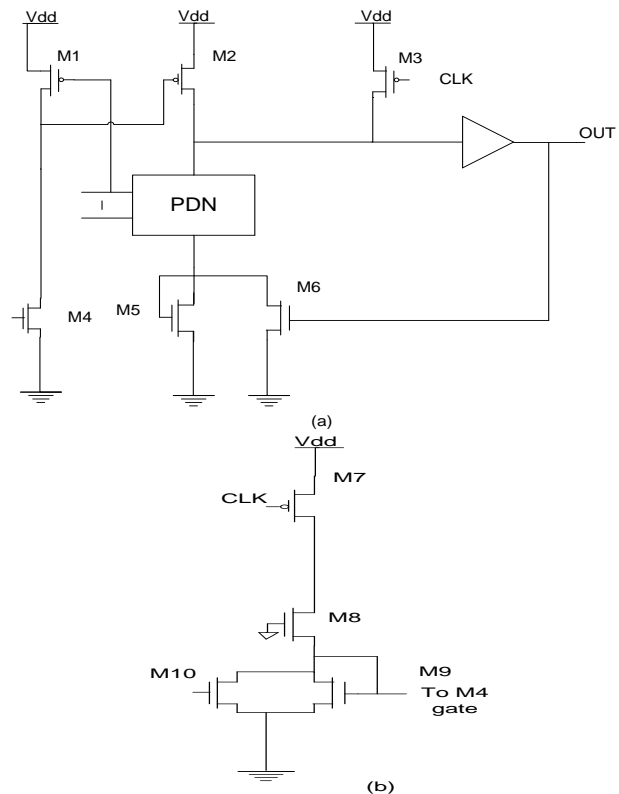 Vdd
Vdd
Vdd
M1
M2
M3
CLK
OUT
I
PDN
M4
M5
M6
(a)
Vdd
M7
CLK
M8
M10
M9
To M4
gate
(b)